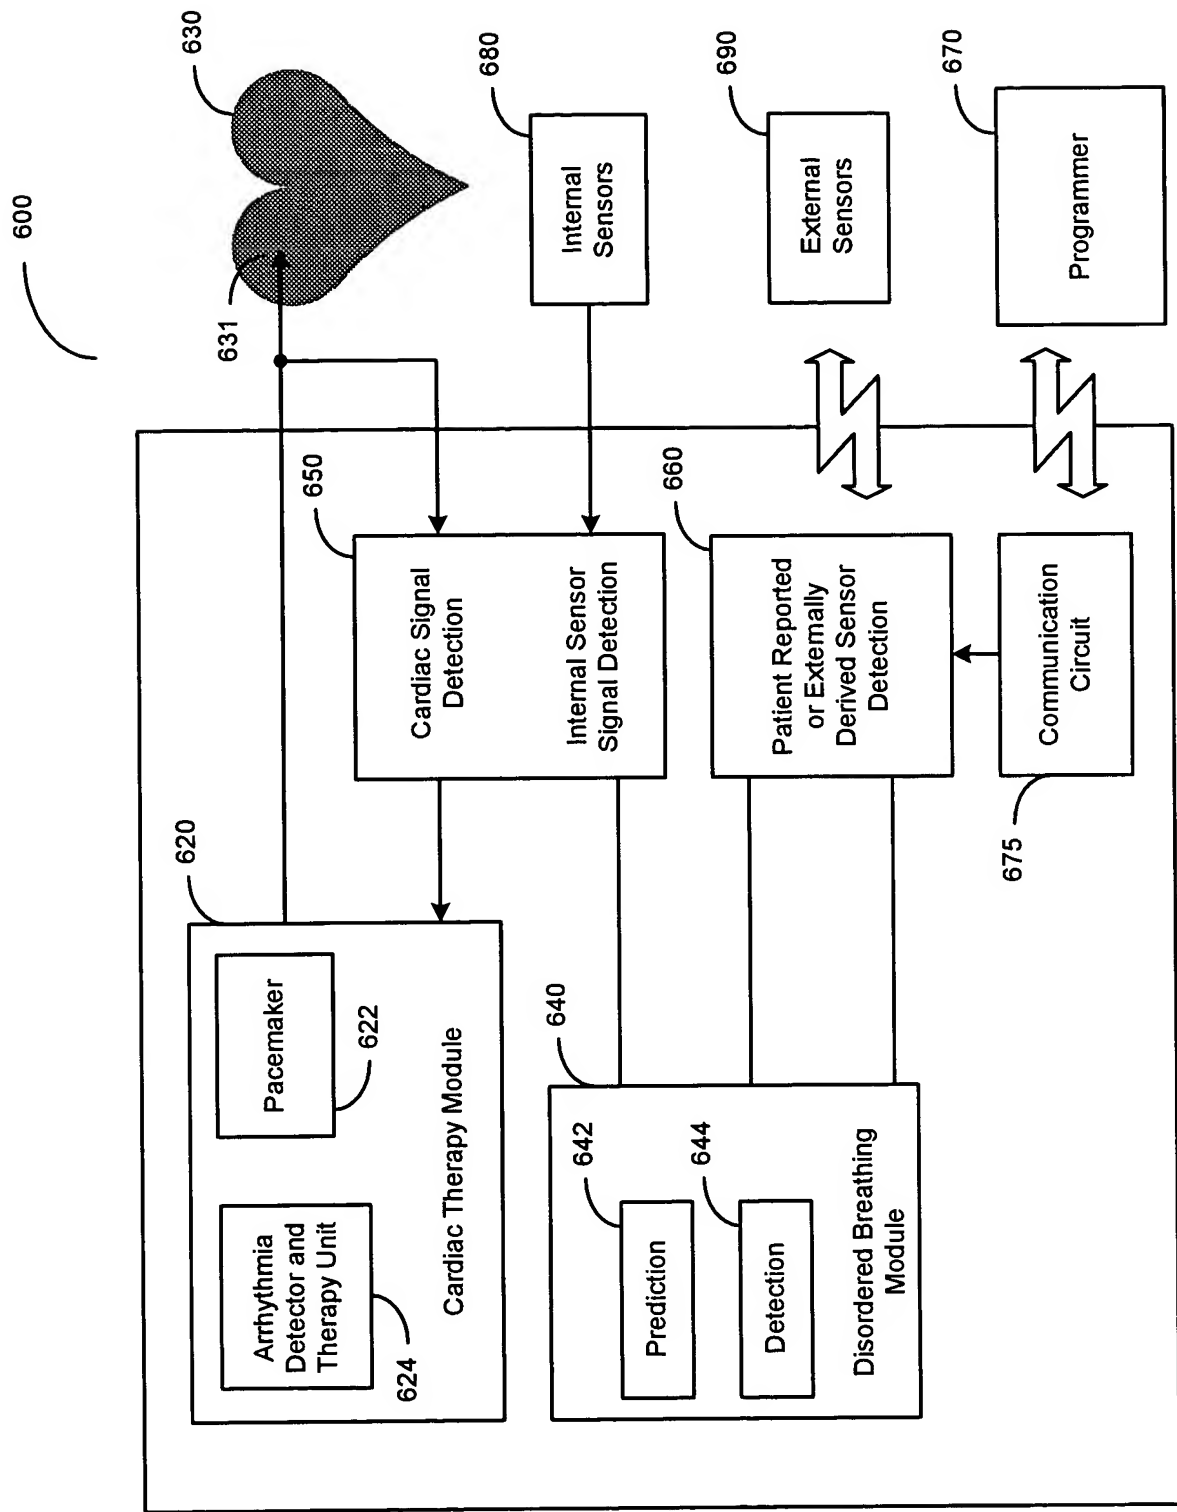 600
630
631
680
Internal
Sensors
690
External
Sensors
670
Programmer
650
Cardiac Signal
Detection
Internal Sensor
Signal Detection
660
Patient Reported
or Externally
Derived Sensor
Detection
Communication
Circuit
675
620
Pacemaker
622
Arrhythmia
Detector and
Therapy Unit
624
Cardiac Therapy Module
640
642
Prediction
644
Detection
Disordered Breathing
Module